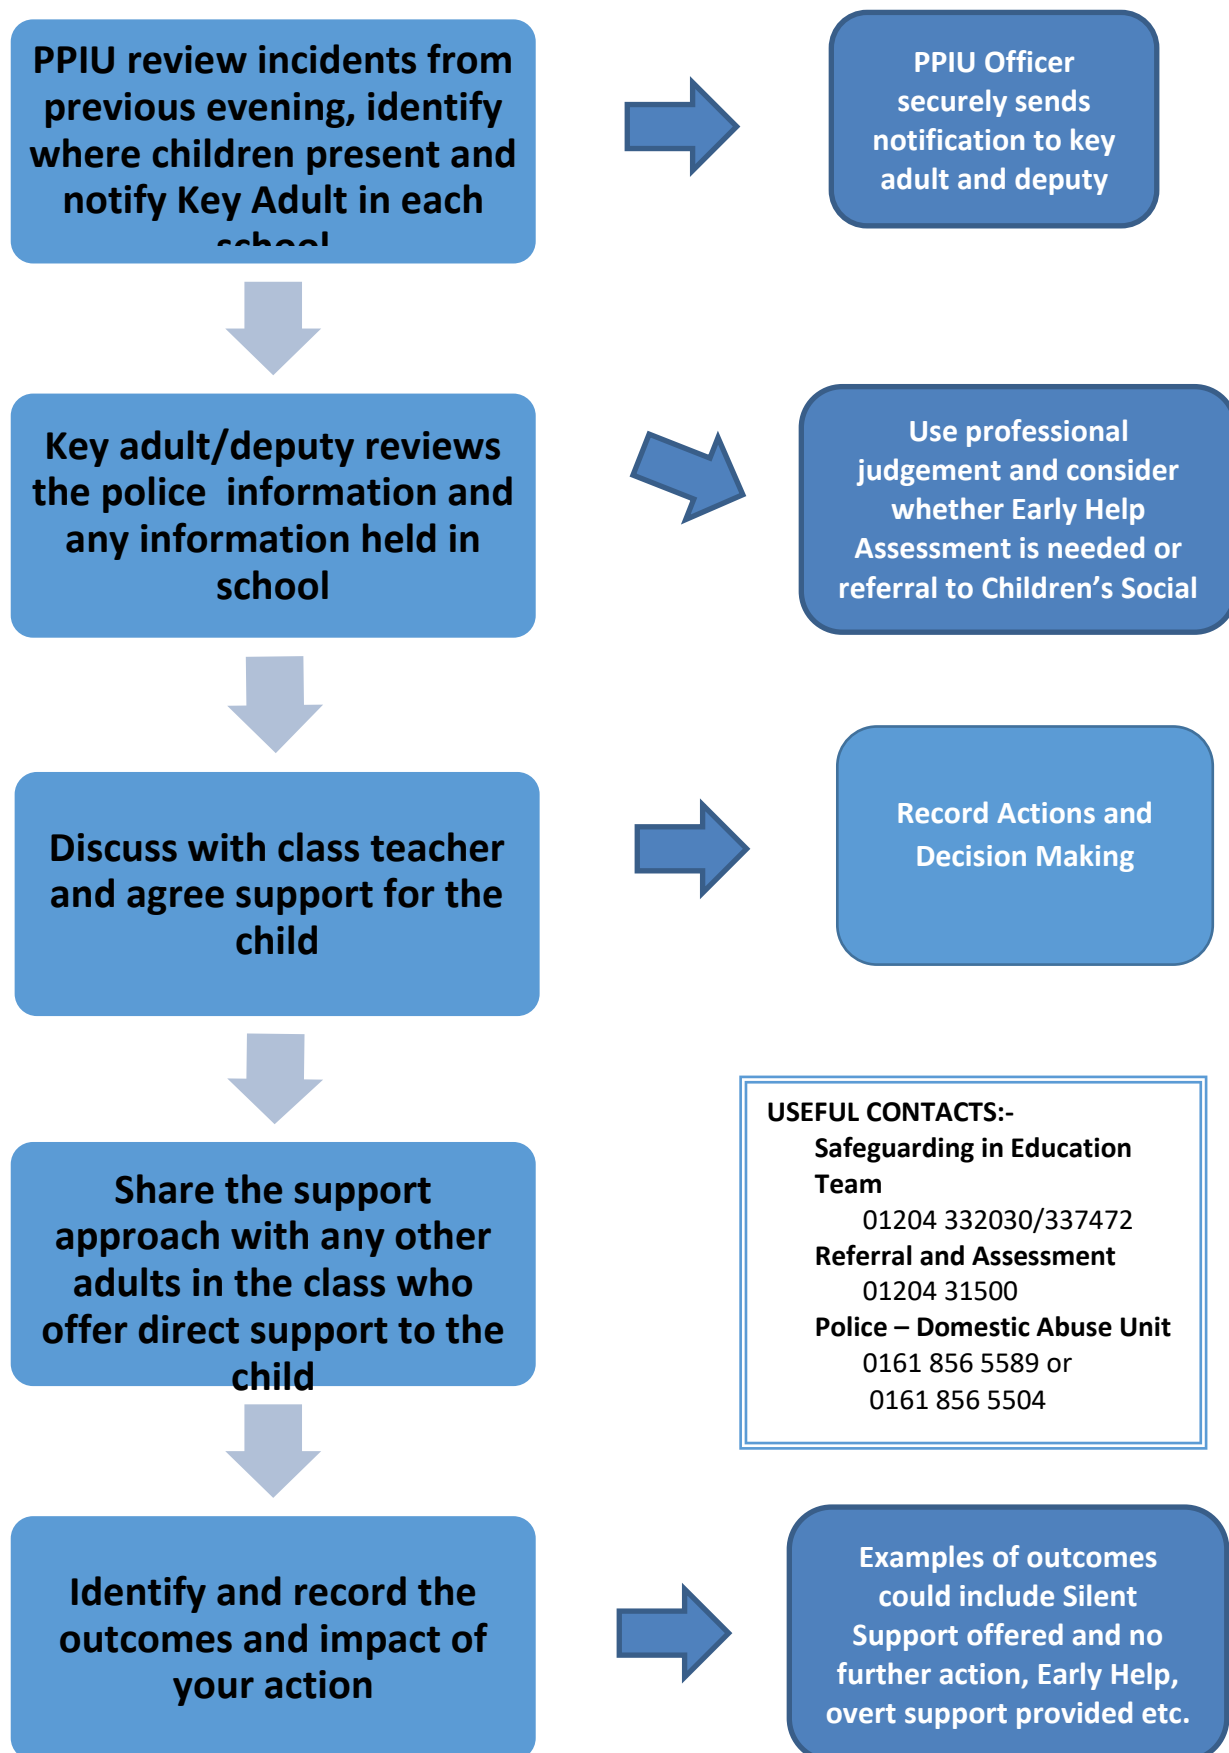 PPIU review incidents from
previous evening, identify
where children present and
notify Key Adult in each
school
PPIU Officer
securely sends
notification to key
adult and deputy
Key adult/deputy reviews
the police information and
any information held in
school
Use professional
judgement and consider
whether Early Help
Assessment is needed or
referral to Children’s Social
Discuss with class teacher
and agree support for the
child
Record Actions and
Decision Making
Share the support
approach with any other
adults in the class who
offer direct support to the
child
USEFUL CONTACTS:-
Safeguarding in Education
Team
01204 332030/337472
Referral and Assessment
01204 31500
Police – Domestic Abuse Unit
0161 856 5589 or
0161 856 5504
Identify and record the
outcomes and impact of
your action
Examples of outcomes
could include Silent
Support offered and no
further action, Early Help,
overt support provided etc.